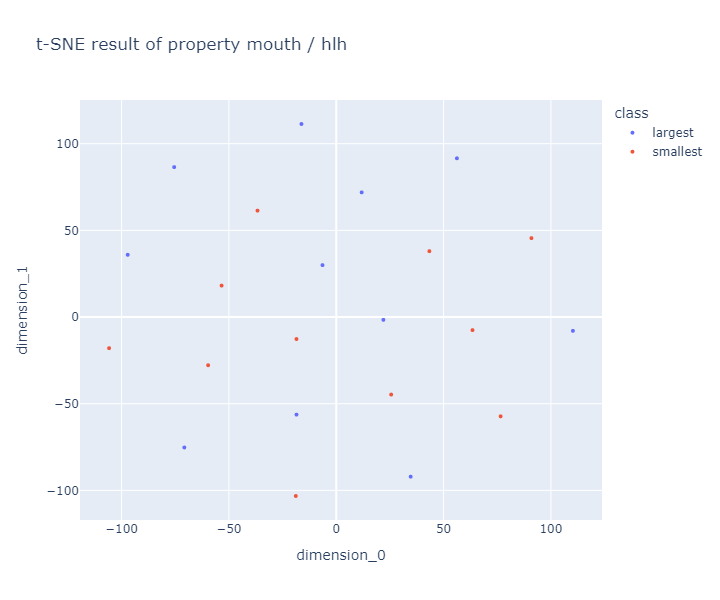 t-SNE result of property mouth / hlh
class
largest
smallest
dimension_1
100
50
0
−50
−100
−100
−50
0
50
100
dimension_0